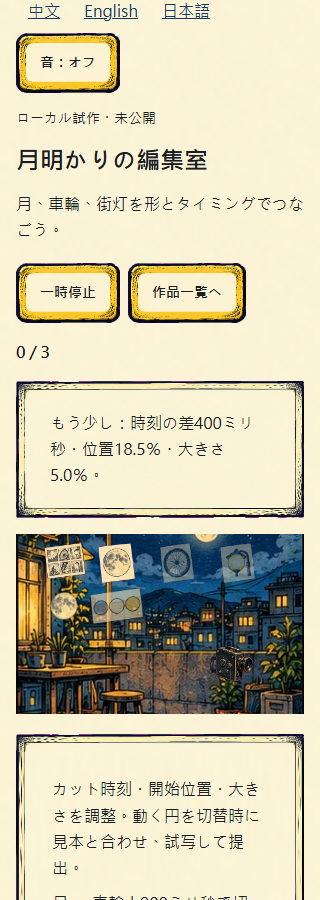 中文 English 日本語
音：オフ
ローカル試作・未公開
月明かりの編集室
月、車輪、街灯を形とタイミングでつな
ごう。
一時停止 作品一覧へ
0 / 3
もう少し：時刻の差400ミリ
秒・位置18.5%・大きさ
5.0%。
カット時刻・開始位置・大き
さを調整。動く円を切替時に
見本と合わせ、試写して提
出。